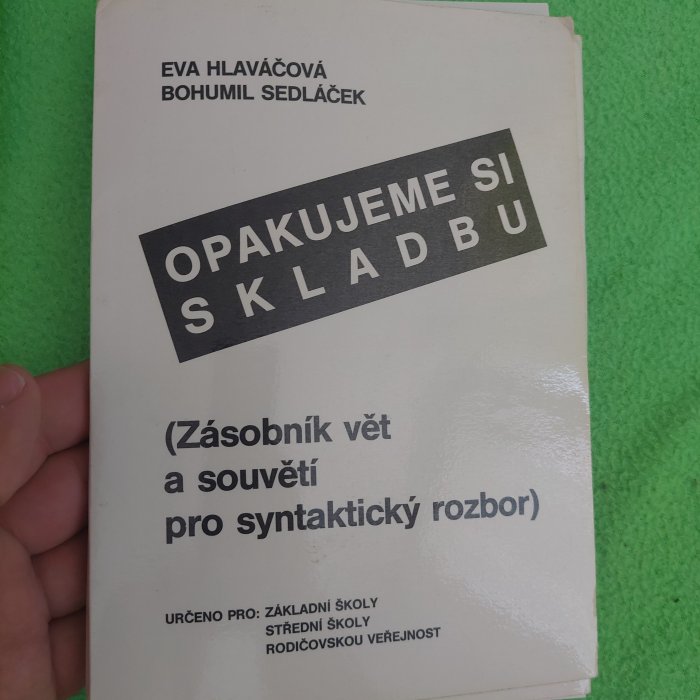 EVA HLAVÁČOVÁ
BOHUMIL SEDLÁČEK
OPAKUJEME SI
SKLADBU
(Zásobník vět
a souvětí
pro syntaktický rozbor)
URČENO PRO: ZÁKLADNÍ ŠKOLY
STŘEDNÍ ŠKOLY
RODIČOVSKOU VEŘEJNOST